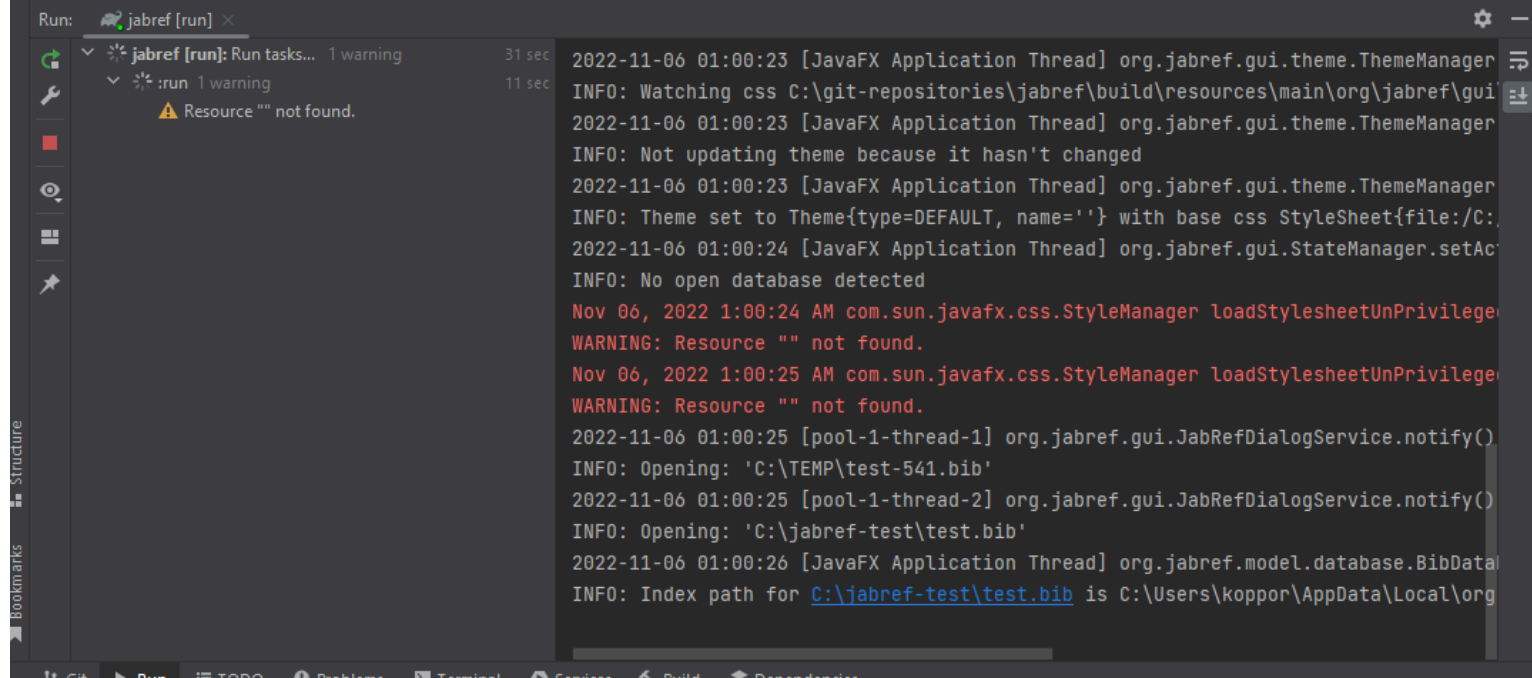 Run: jabref [run]
jabref [run]: Run tasks... 1 warning 31 sec
:run 1 warning 11 sec
Resource "" not found.
2022-11-06 01:00:23 [JavaFX Application Thread] org.jabref.gui.theme.ThemeManager
INFO: Watching css C:\git-repositories\jabref\build\resources\main\org\jabref\gui\
2022-11-06 01:00:23 [JavaFX Application Thread] org.jabref.gui.theme.ThemeManager
INFO: Not updating theme because it hasn't changed
2022-11-06 01:00:23 [JavaFX Application Thread] org.jabref.gui.theme.ThemeManager
INFO: Theme set to Theme{type=DEFAULT, name=''} with base css StyleSheet{file:/C:/
2022-11-06 01:00:24 [JavaFX Application Thread] org.jabref.gui.StateManager.setAc
INFO: No open database detected
Nov 06, 2022 1:00:24 AM com.sun.javafx.css.StyleManager loadStylesheetUnPrivilege
WARNING: Resource "" not found.
Nov 06, 2022 1:00:25 AM com.sun.javafx.css.StyleManager loadStylesheetUnPrivilege
WARNING: Resource "" not found.
2022-11-06 01:00:25 [pool-1-thread-1] org.jabref.gui.JabRefDialogService.notify()
INFO: Opening: 'C:\TEMP\test-541.bib'
2022-11-06 01:00:25 [pool-1-thread-2] org.jabref.gui.JabRefDialogService.notify()
INFO: Opening: 'C:\jabref-test\test.bib'
2022-11-06 01:00:26 [JavaFX Application Thread] org.jabref.model.database.BibData
INFO: Index path for C:\jabref-test\test.bib is C:\Users\koppor\AppData\Local\org
Structure
Bookmarks
Git Run TODO Problems Terminal Services Build Dependencies